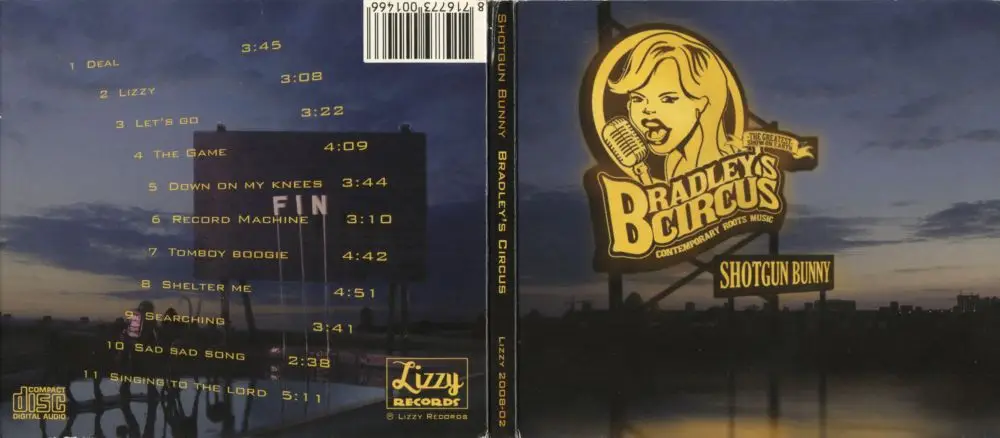 1 Deal 3:45
2 Lizzy 3:08
3 Let's go 3:22
4 The Game 4:09
5 Down on my knees 3:44
6 Record Machine 3:10
7 Tomboy boogie 4:42
8 Shelter me 4:51
9 Searching 3:41
10 Sad sad song 2:38
11 Singing to the Lord 5:11
FIN
8 716773 001466
COMPACT
disc
DIGITAL AUDIO
Lizzy
RECORDS
℗ Lizzy Records
Shotgun Bunny Bradley's Circus Lizzy 2008-02
THE GREATEST
SHOW ON EARTH
BRADLEY'S
CIRCUS
CONTEMPORARY ROOTS MUSIC
SHOTGUN BUNNY